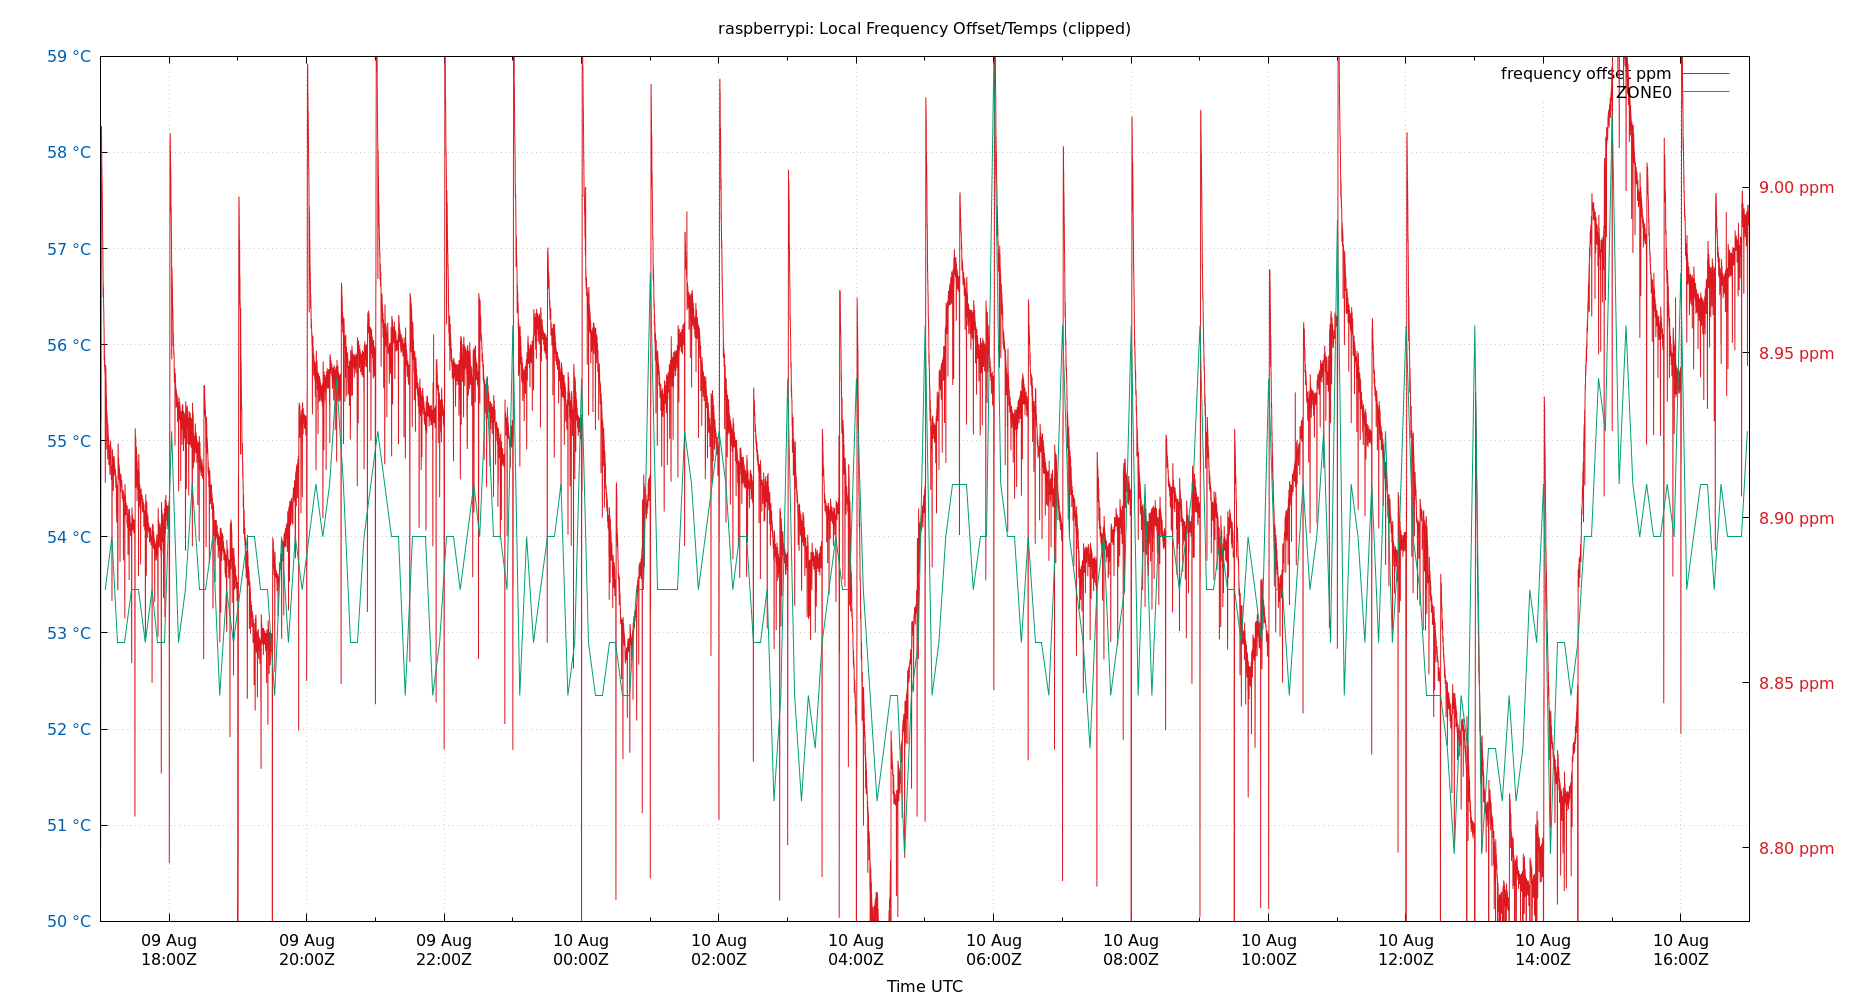 raspberrypi: Local Frequency Offset/Temps (clipped)
59 °C
58 °C
57 °C
56 °C
55 °C
54 °C
53 °C
52 °C
51 °C
50 °C
frequency offset ppm
ZONE0
9.00 ppm
8.95 ppm
8.90 ppm
8.85 ppm
8.80 ppm
09 Aug 09 Aug 09 Aug 10 Aug 10 Aug 10 Aug 10 Aug 10 Aug 10 Aug 10 Aug 10 Aug 10 Aug
18:00Z 20:00Z 22:00Z 00:00Z 02:00Z 04:00Z 06:00Z 08:00Z 10:00Z 12:00Z 14:00Z 16:00Z
Time UTC